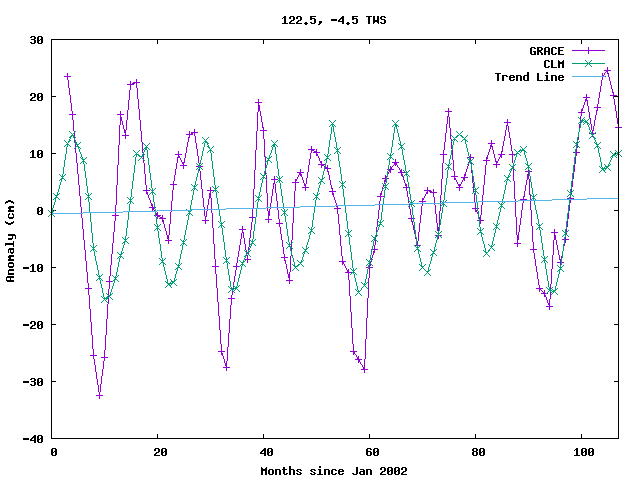 122.5, -4.5 TWS
GRACE
CLM
Trend Line
30
20
10
0
-10
-20
-30
-40
Anomaly (cm)
0 20 40 60 80 100
Months since Jan 2002